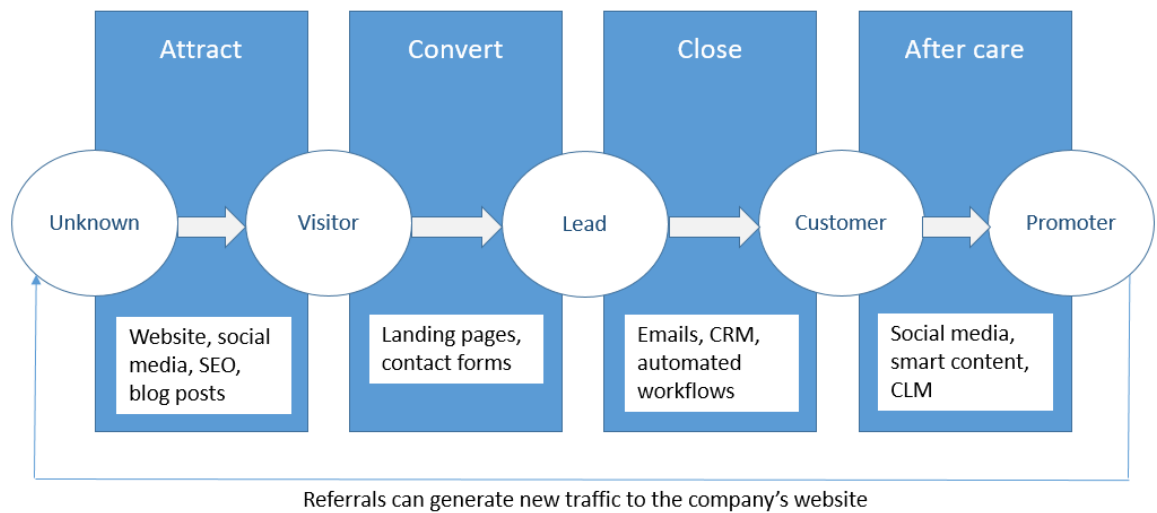 Attract
Convert
Close
After care
Unknown
Visitor
Lead
Customer
Promoter
Website, social
media, SEO,
blog posts
Landing pages,
contact forms
Emails, CRM,
automated
workflows
Social media,
smart content,
CLM
Referrals can generate new traffic to the company’s website